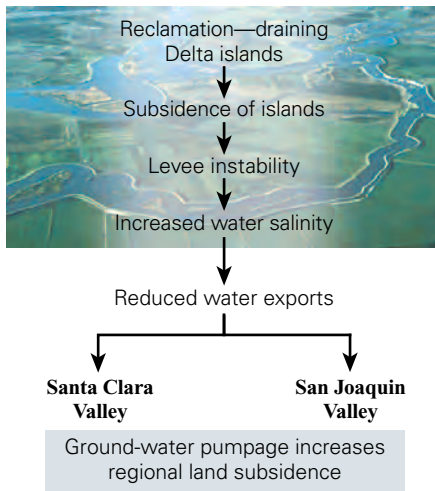 Reclamation—draining
Delta islands
Subsidence of islands
Levee instability
Increased water salinity
Reduced water exports
Santa Clara
Valley
San Joaquin
Valley
Ground-water pumpage increases
regional land subsidence